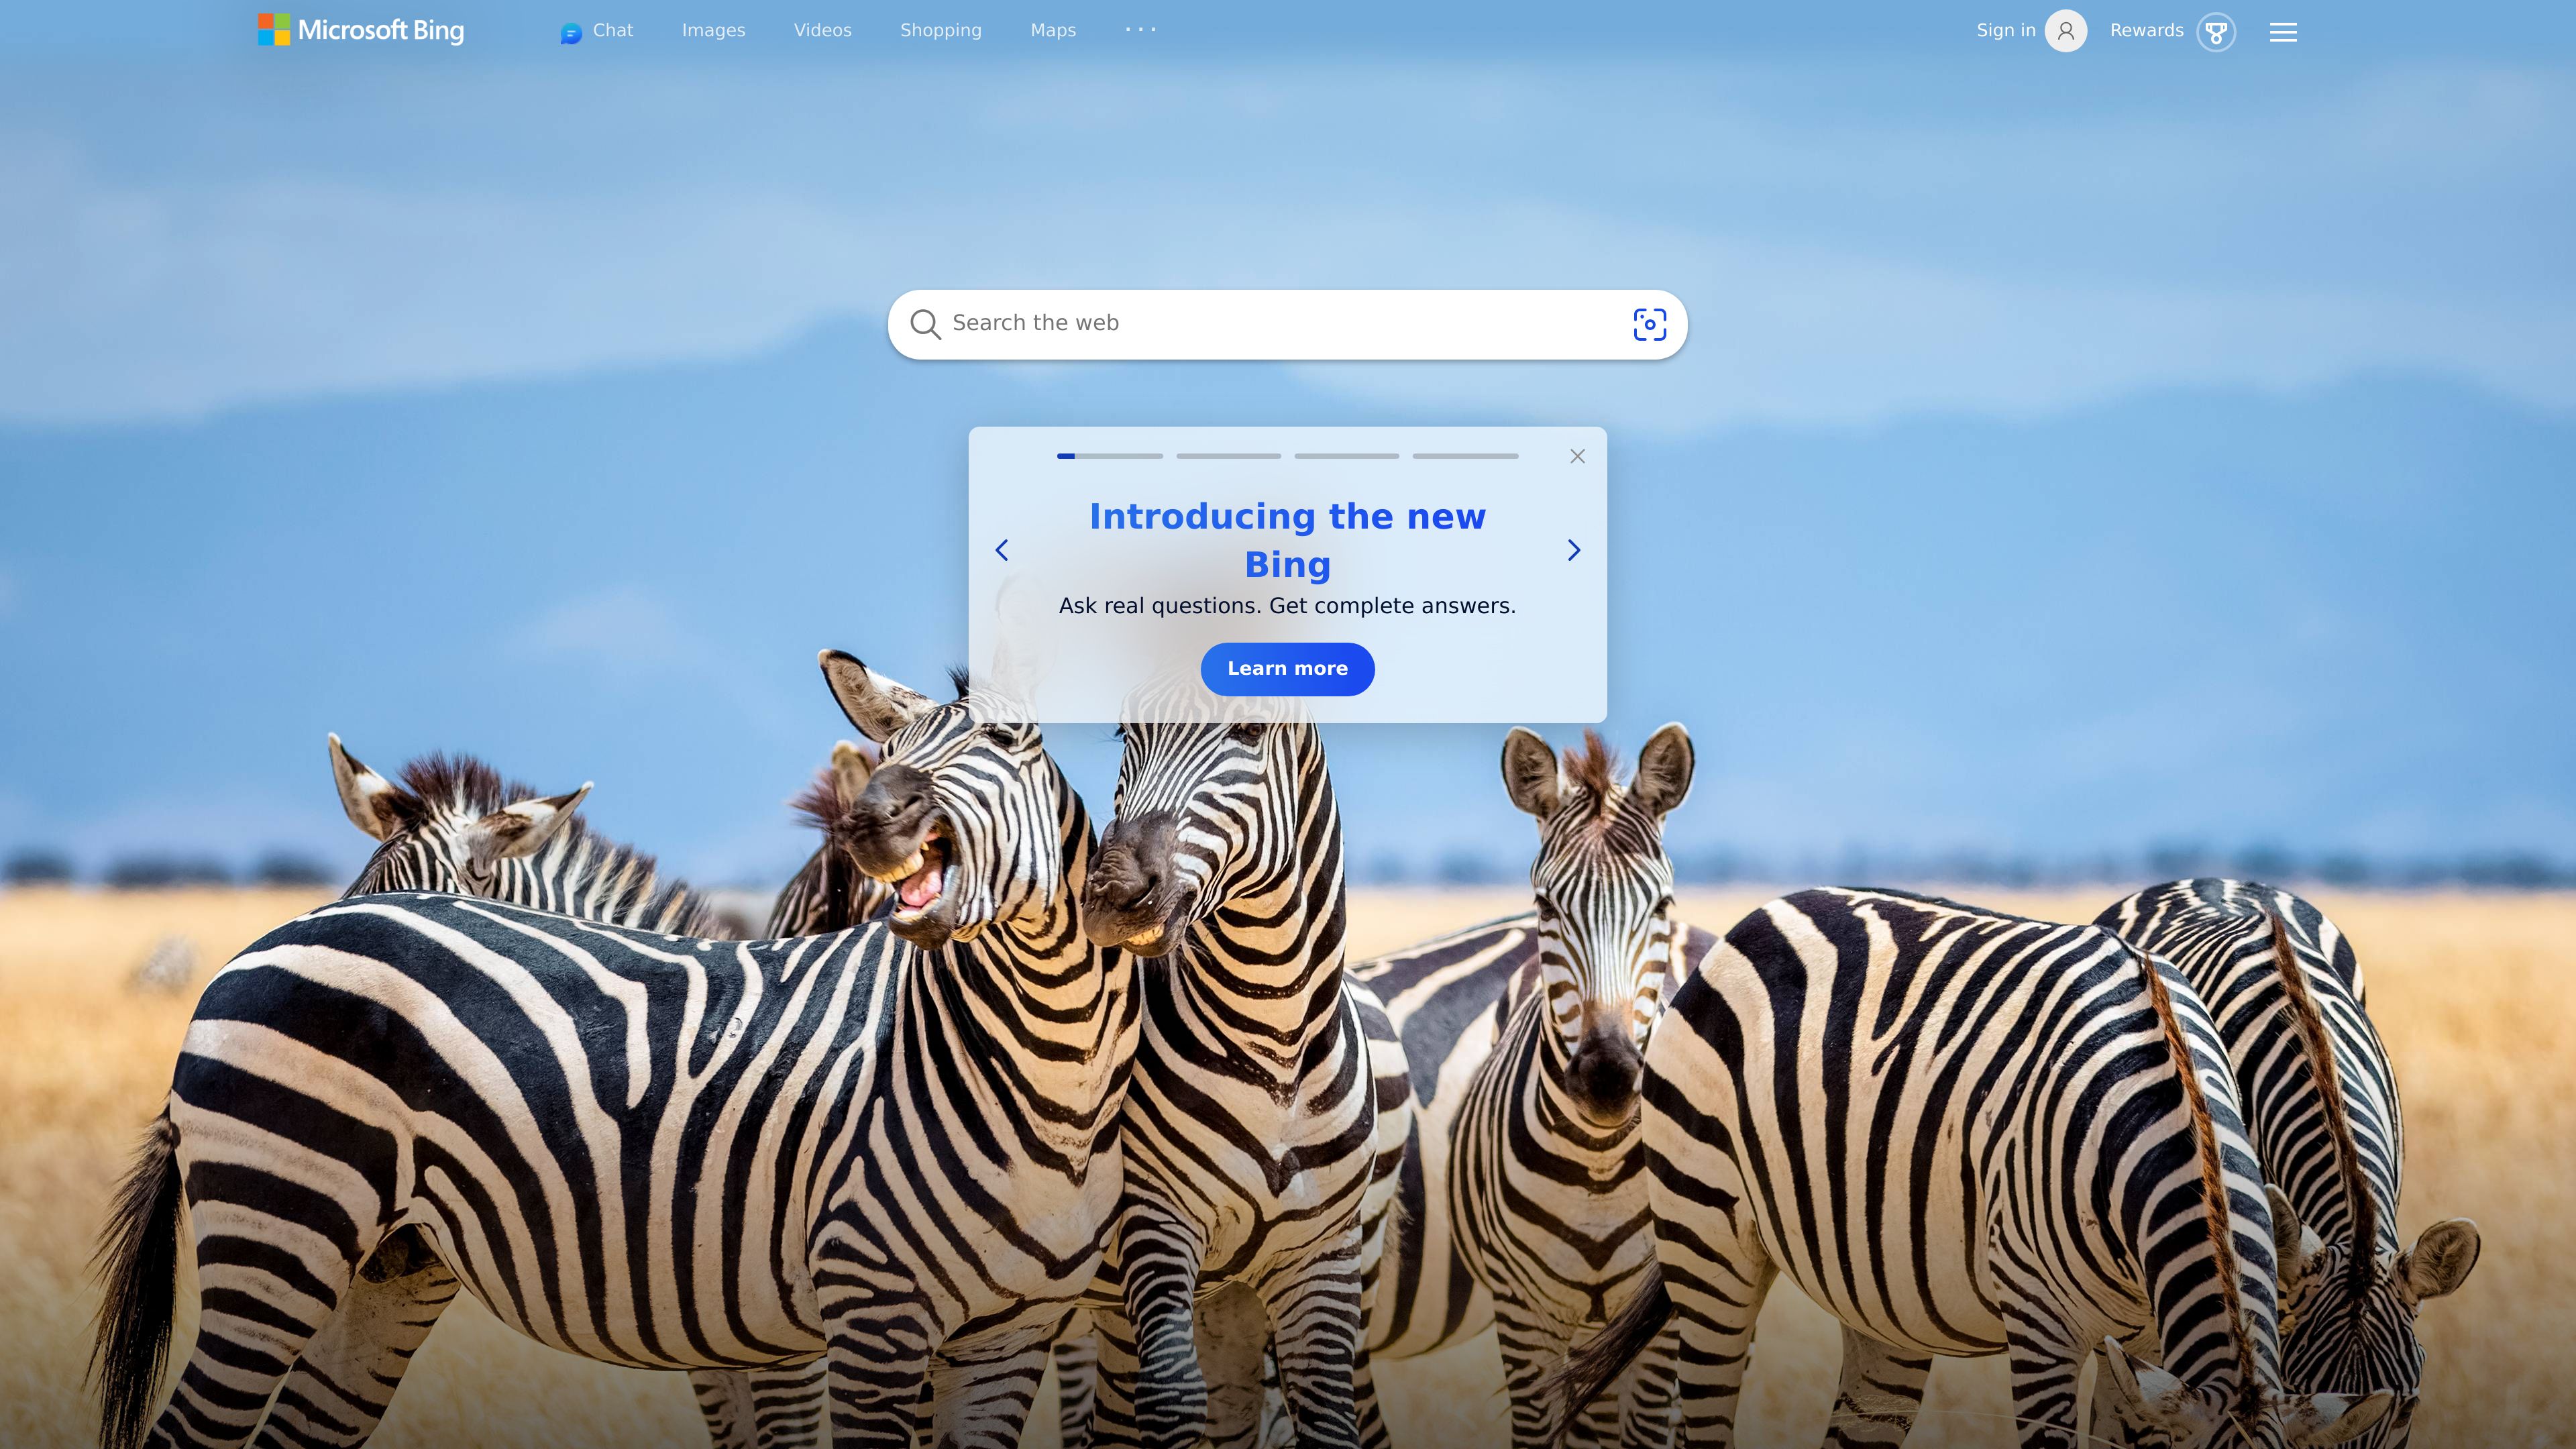 Microsoft Bing
Chat
Images
Videos
Shopping
Maps
...
Sign in
Rewards
Search the web
Introducing the new
Bing
Ask real questions. Get complete answers.
Learn more